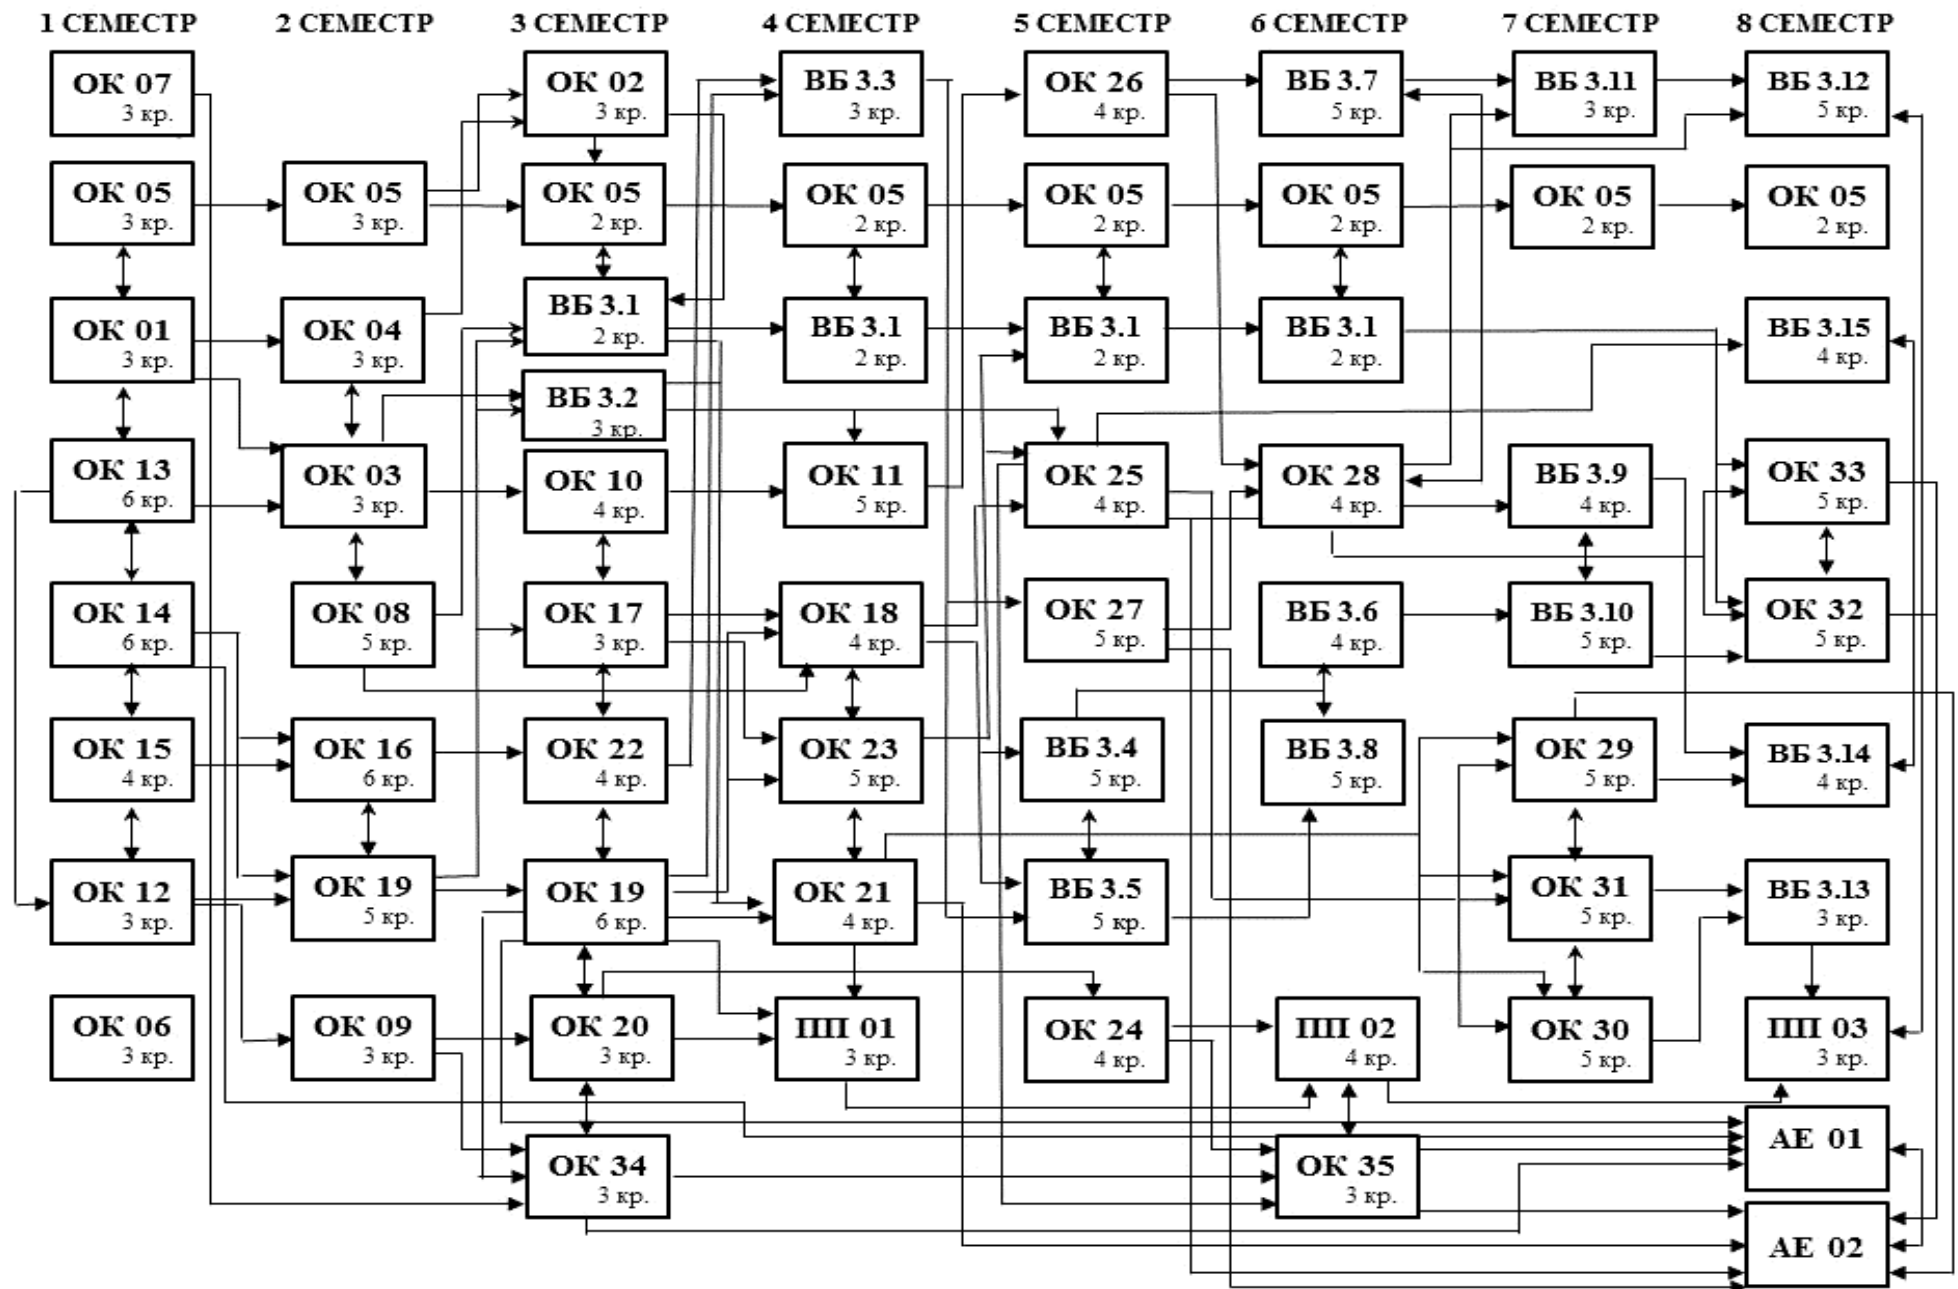 1 СЕМЕСТР
2 СЕМЕСТР
3 СЕМЕСТР
4 СЕМЕСТР
5 СЕМЕСТР
6 СЕМЕСТР
7 СЕМЕСТР
8 СЕМЕСТР
ОК 07
3 кр.
ОК 02
3 кр.
ВБ 3.3
3 кр.
ОК 26
4 кр.
ВБ 3.7
5 кр.
ВБ 3.11
3 кр.
ВБ 3.12
5 кр.
ОК 05
3 кр.
ОК 05
3 кр.
ОК 05
2 кр.
ОК 05
2 кр.
ОК 05
2 кр.
ОК 05
2 кр.
ОК 05
2 кр.
ОК 05
2 кр.
ОК 01
3 кр.
ОК 04
3 кр.
ВБ 3.1
2 кр.
ВБ 3.1
2 кр.
ВБ 3.1
2 кр.
ВБ 3.1
2 кр.
ВБ 3.15
4 кр.
ВБ 3.2
3 кр.
ОК 13
6 кр.
ОК 03
3 кр.
ОК 10
4 кр.
ОК 11
5 кр.
ОК 25
4 кр.
ОК 28
4 кр.
ВБ 3.9
4 кр.
ОК 33
5 кр.
ОК 14
6 кр.
ОК 08
5 кр.
ОК 17
3 кр.
ОК 18
4 кр.
ОК 27
5 кр.
ВБ 3.6
4 кр.
ВБ 3.10
5 кр.
ОК 32
5 кр.
ОК 15
4 кр.
ОК 16
6 кр.
ОК 22
4 кр.
ОК 23
5 кр.
ВБ 3.4
5 кр.
ВБ 3.8
5 кр.
ОК 29
5 кр.
ВБ 3.14
4 кр.
ОК 12
3 кр.
ОК 19
5 кр.
ОК 19
6 кр.
ОК 21
4 кр.
ВБ 3.5
5 кр.
ОК 31
5 кр.
ВБ 3.13
3 кр.
ОК 06
3 кр.
ОК 09
3 кр.
ОК 20
3 кр.
ПП 01
3 кр.
ОК 24
4 кр.
ПП 02
4 кр.
ОК 30
5 кр.
ПП 03
3 кр.
ОК 34
3 кр.
ОК 35
3 кр.
АЕ 01
АЕ 02